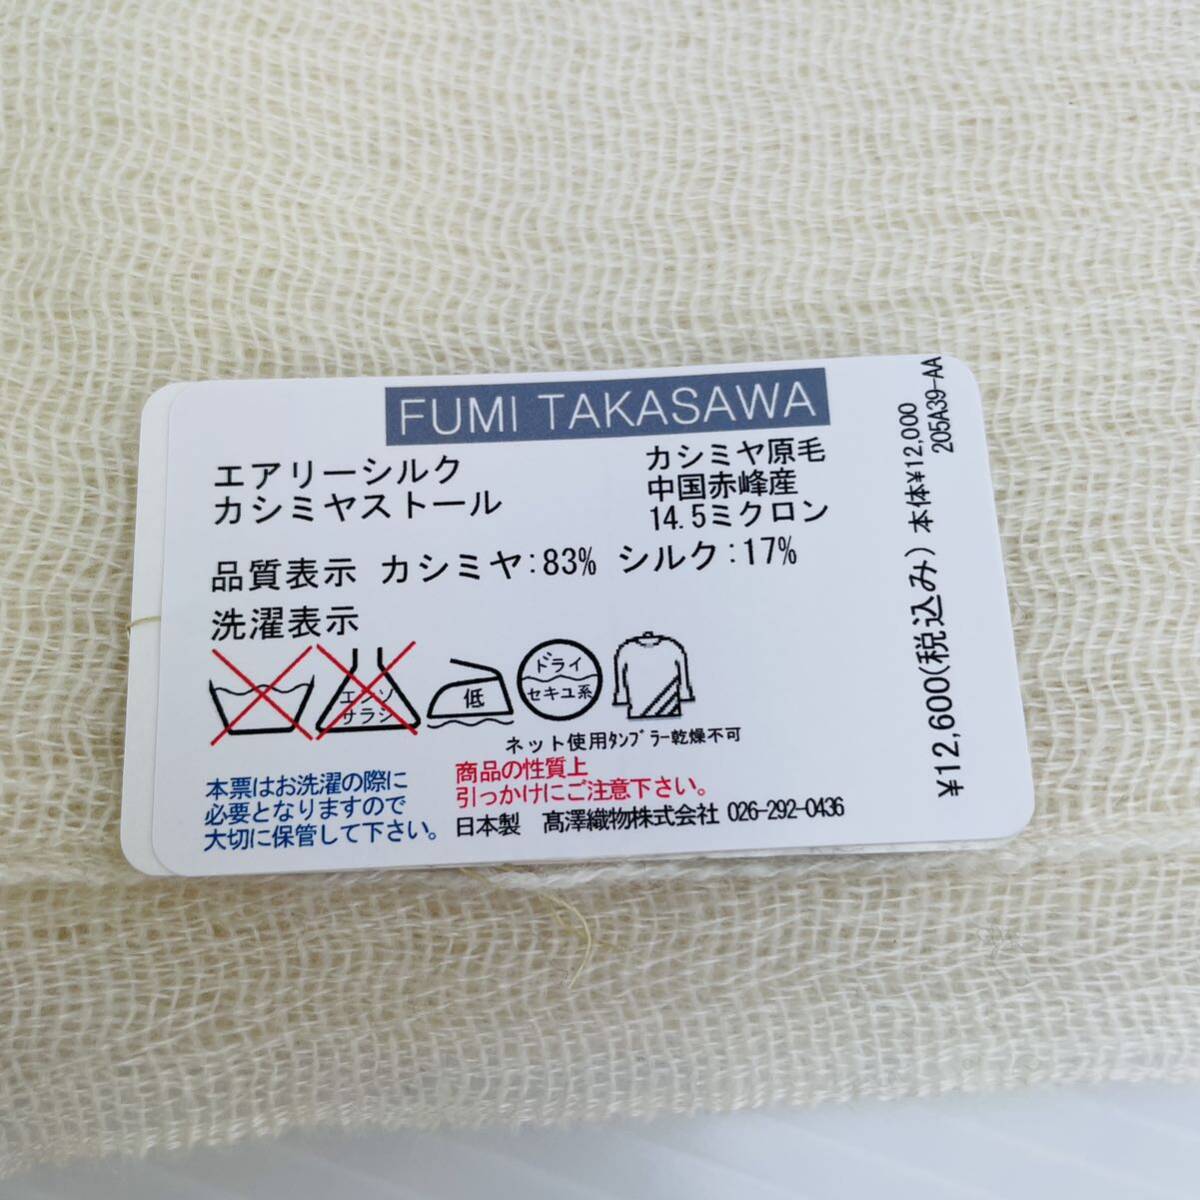 FUMI TAKASAWA
エアリーシルク
カシミヤストール
カシミヤ原毛
中国赤峰産
14.5ミクロン
品質表示 カシミヤ:83% シルク:17%
洗濯表示
エンソ
サラシ
低
ドライ
セキユ系
ネット使用ﾀﾝﾌﾞﾗｰ乾燥不可
本票はお洗濯の際に
必要となりますので
大切に保管して下さい。
商品の性質上
引っかけにご注意下さい。
日本製 髙澤織物株式会社 026-292-0436
¥12,600(税込み) 本体¥12,000
205A39-AA